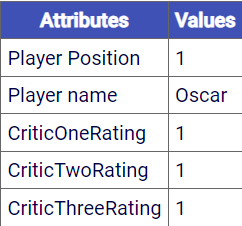 Attributes Values
Player Position 1
Player name Oscar
CriticOneRating 1
CriticTwoRating 1
CriticThreeRating 1